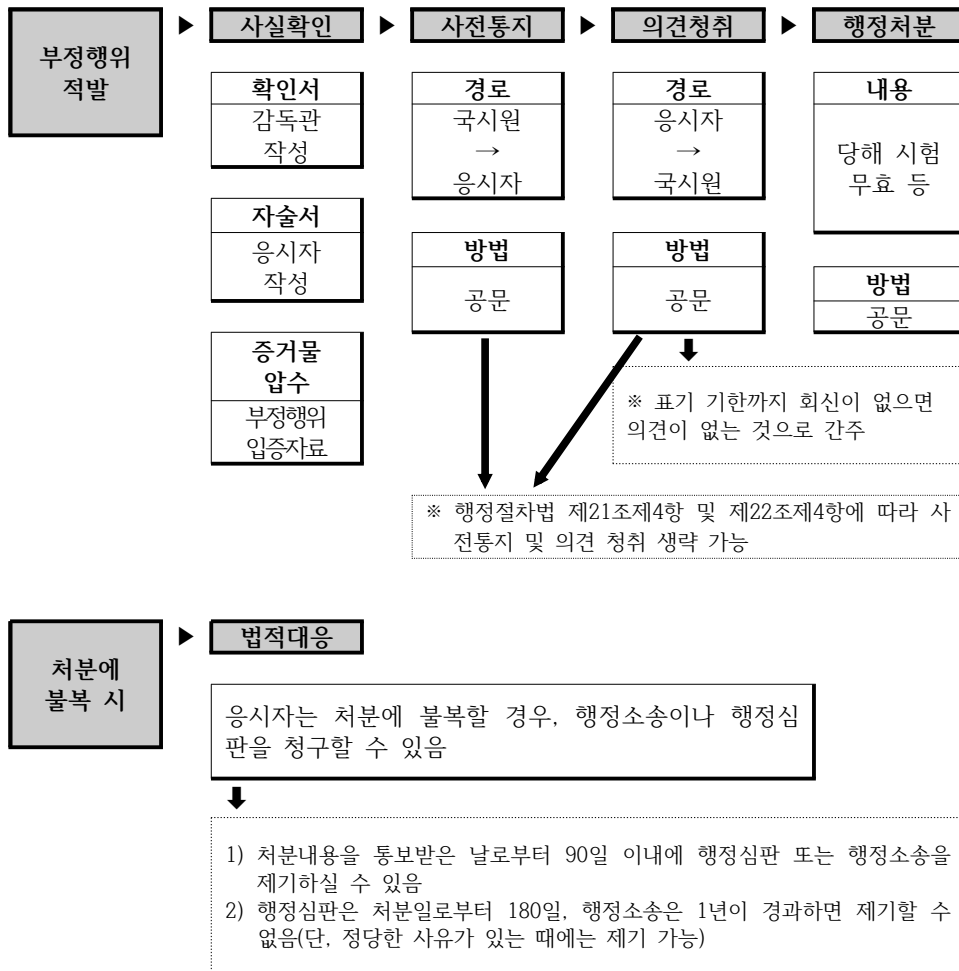 부정행위
적발
▶ 사실확인 ▶ 사전통지 ▶ 의견청취 ▶ 행정처분
확인서
감독관
작성
자술서
응시자
작성
증거물
압수
부정행위
입증자료
경로
국시원
→
응시자
방법
공문
경로
응시자
→
국시원
방법
공문
내용
당해 시험
무효 등
방법
공문
※ 표기 기한까지 회신이 없으면
의견이 없는 것으로 간주
※ 행정절차법 제21조제4항 및 제22조제4항에 따라 사
전통지 및 의견 청취 생략 가능
처분에
불복 시
▶ 법적대응
응시자는 처분에 불복할 경우, 행정소송이나 행정심
판을 청구할 수 있음
1) 처분내용을 통보받은 날로부터 90일 이내에 행정심판 또는 행정소송을
제기하실 수 있음
2) 행정심판은 처분일로부터 180일, 행정소송은 1년이 경과하면 제기할 수
없음(단, 정당한 사유가 있는 때에는 제기 가능)